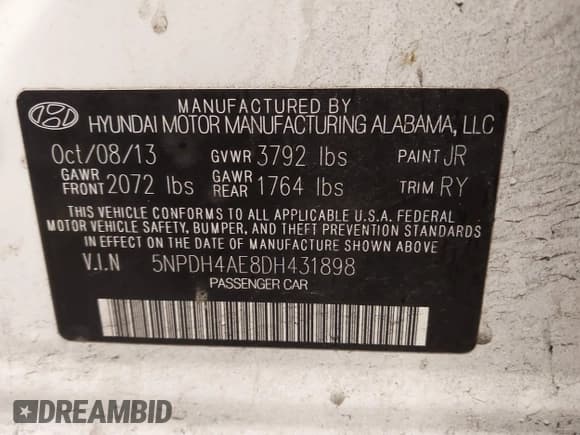 MANUFACTURED BY
HYUNDAI MOTOR MANUFACTURING ALABAMA, LLC
Oct/08/13 GVWR 3792 lbs PAINT JR
GAWR FRONT 2072 lbs GAWR REAR 1764 lbs TRIM RY
THIS VEHICLE CONFORMS TO ALL APPLICABLE U.S.A. FEDERAL
MOTOR VEHICLE SAFETY, BUMPER, AND THEFT PREVENTION STANDARDS
IN EFFECT ON THE DATE OF MANUFACTURE SHOWN ABOVE
V.I.N 5NPDH4AE8DH431898
PASSENGER CAR
DREAMBID